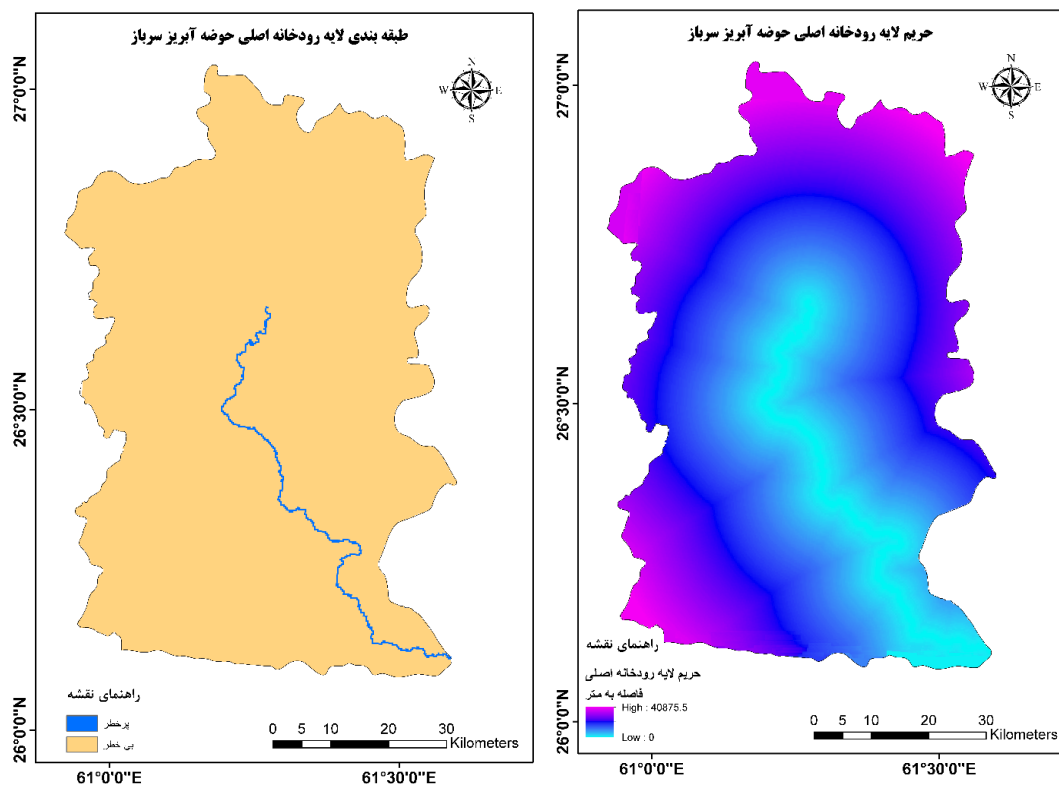 طبقه بندی لایه رودخانه اصلی حوضه آبریز سرباز
N
W E
S
27°0'0"N
26°30'0"N
26°0'0"N
راهنمای نقشه
پرخطر
بی خطر
0 5 10 20 30
Kilometers
61°0'0"E 61°30'0"E
حریم لایه رودخانه اصلی حوضه آبریز سرباز
N
W E
S
27°0'0"N
26°30'0"N
26°0'0"N
راهنمای نقشه
حریم لایه رودخانه اصلی
فاصله به متر
High : 40875.5
Low : 0
0 5 10 20 30
Kilometers
61°0'0"E 61°30'0"E